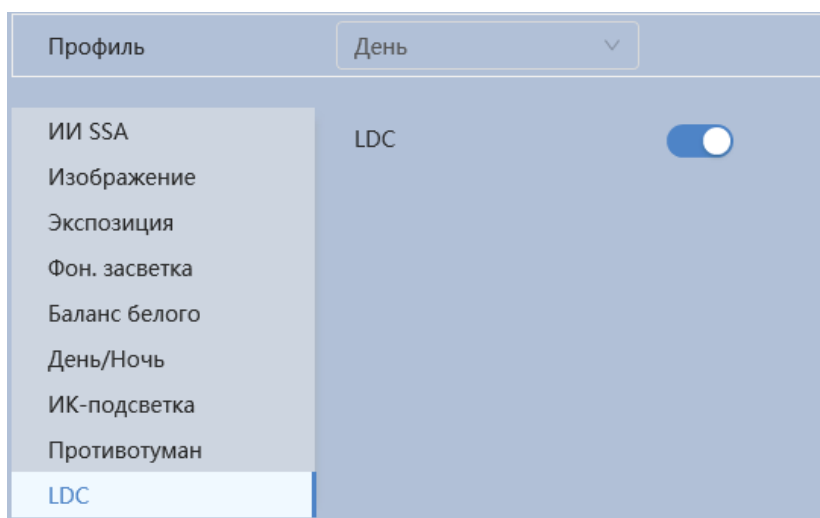 Профиль
День
ИИ SSA
LDC
Изображение
Экспозиция
Фон. засветка
Баланс белого
День/Ночь
ИК-подсветка
Противотуман
LDC